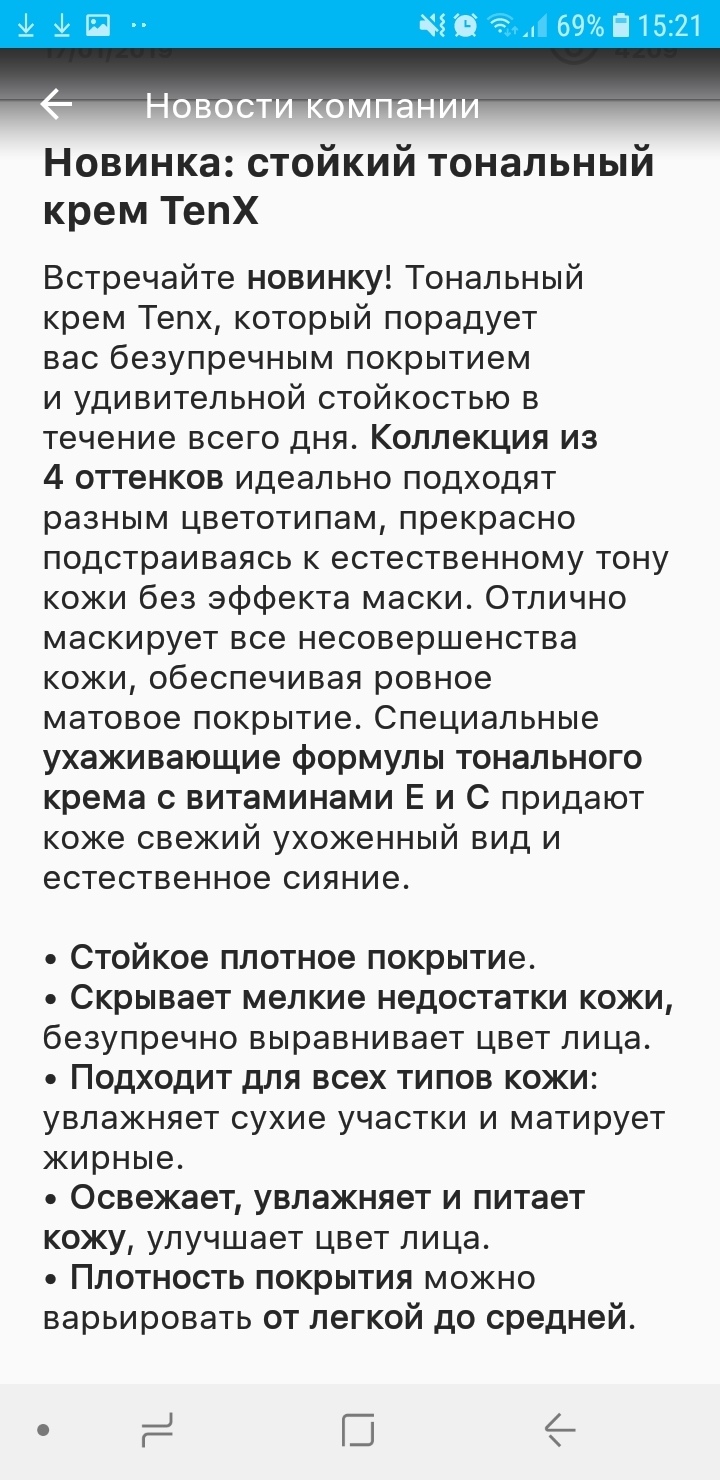 69% 15:21
17/01/2019 4209
Новости компании
Новинка: стойкий тональный
крем TenX
Встречайте новинку! Тональный
крем Tenx, который порадует
вас безупречным покрытием
и удивительной стойкостью в
течение всего дня. Коллекция из
4 оттенков идеально подходят
разным цветотипам, прекрасно
подстраиваясь к естественному тону
кожи без эффекта маски. Отлично
маскирует все несовершенства
кожи, обеспечивая ровное
матовое покрытие. Специальные
ухаживающие формулы тонального
крема с витаминами Е и С придают
коже свежий ухоженный вид и
естественное сияние.
• Стойкое плотное покрытие.
• Скрывает мелкие недостатки кожи,
безупречно выравнивает цвет лица.
• Подходит для всех типов кожи:
увлажняет сухие участки и матирует
жирные.
• Освежает, увлажняет и питает
кожу, улучшает цвет лица.
• Плотность покрытия можно
варьировать от легкой до средней.